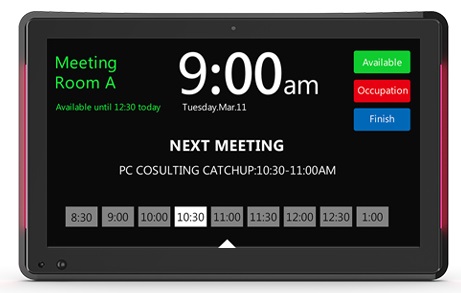 Meeting
Room A
Available until 12:30 today
9:00am
Tuesday.Mar.11
Available
Occupation
Finish
NEXT MEETING
PC COSULTING CATCHUP:10:30-11:00AM
8:30 9:00 10:00 10:30 11:00 11:30 12:00 12:30 1:00